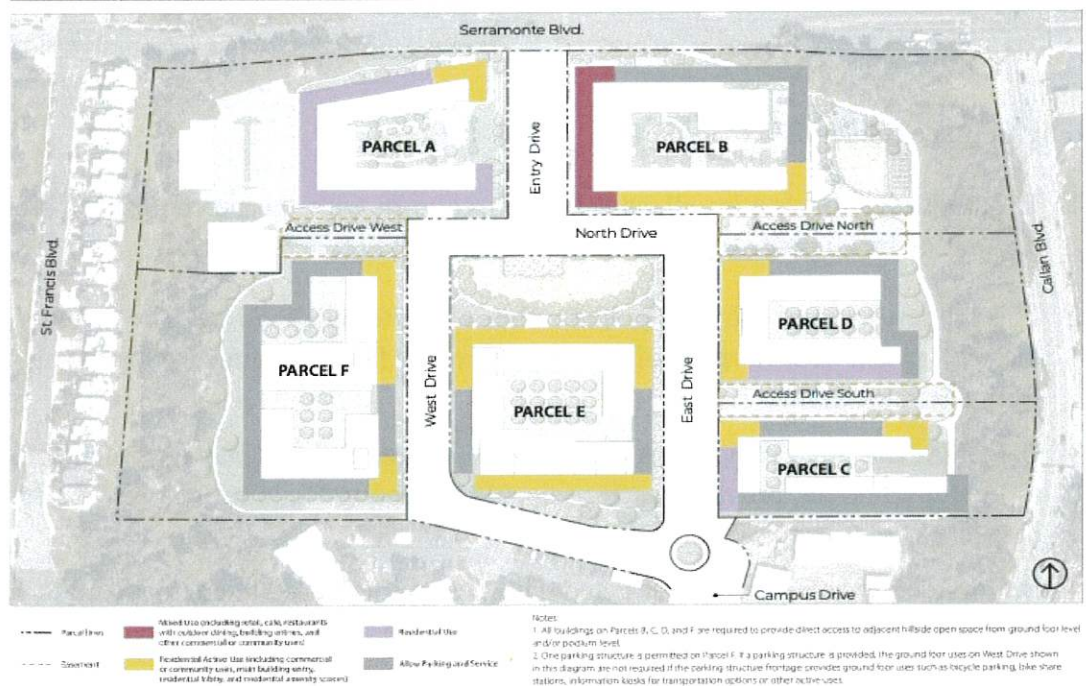 Serramonte Blvd.
PARCEL A
PARCEL B
Entry Drive
Access Drive West
North Drive
Access Drive North
St. Francis Blvd.
Callan Blvd.
PARCEL D
PARCEL F
West Drive
PARCEL E
East Drive
Access Drive South
PARCEL C
Campus Drive
Parcel lines
Easement
Mixed Use (including retail, café, restaurants
with outdoor dining, building entries, and
other commercial or community uses)
Residential Active Use (including commercial
or community uses, main building entry,
residential lobby, and residential amenity spaces)
Residential Use
Allow Parking and Service
Notes:
1. All buildings on Parcels B, C, D, and F are required to provide direct access to adjacent hillside open space from ground floor level
and/or podium level.
2. One parking structure is permitted on Parcel F. If a parking structure is provided, the ground floor uses on West Drive shown
in this diagram are not required if the parking structure frontage provides ground floor uses such as bicycle parking, bike share
stations, information kiosks for transportation options or other active uses.